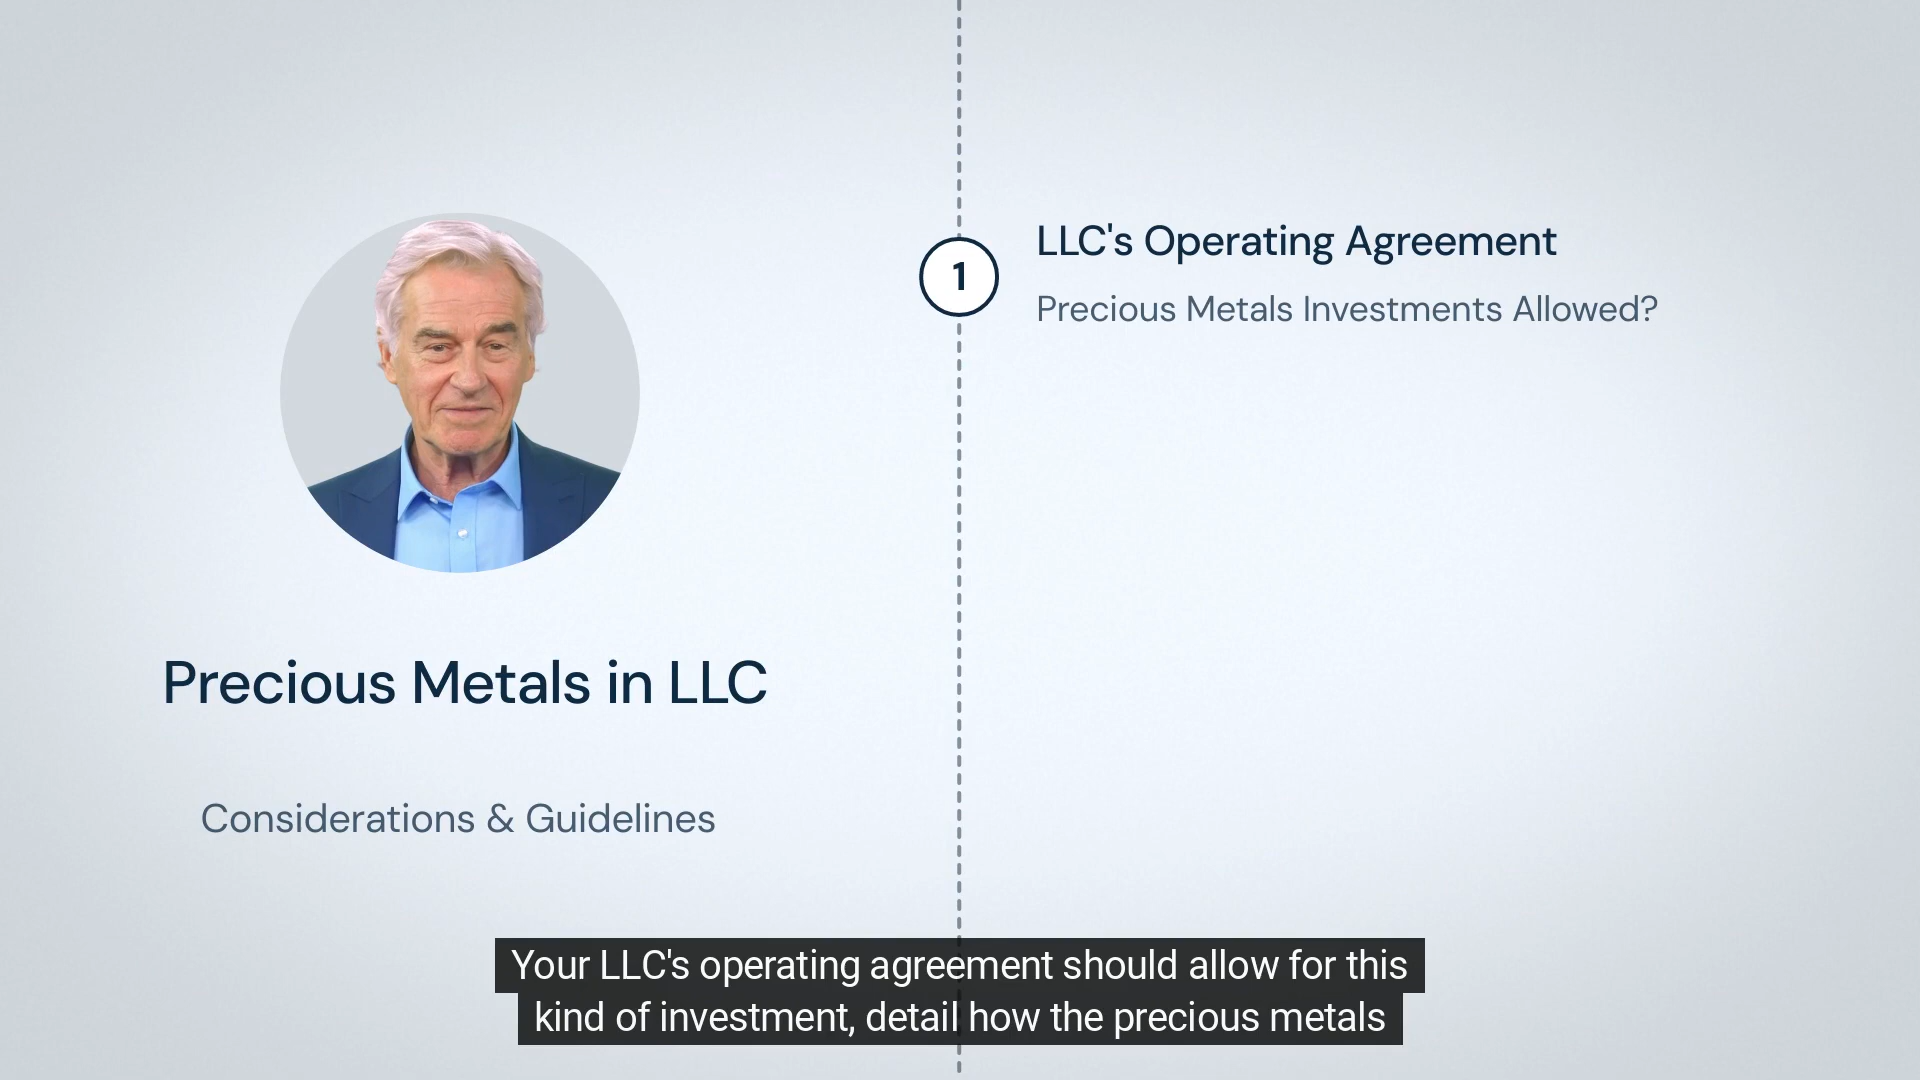 Precious Metals in LLC
Considerations & Guidelines
1
LLC's Operating Agreement
Precious Metals Investments Allowed?
Your LLC's operating agreement should allow for this
kind of investment, detail how the precious metals